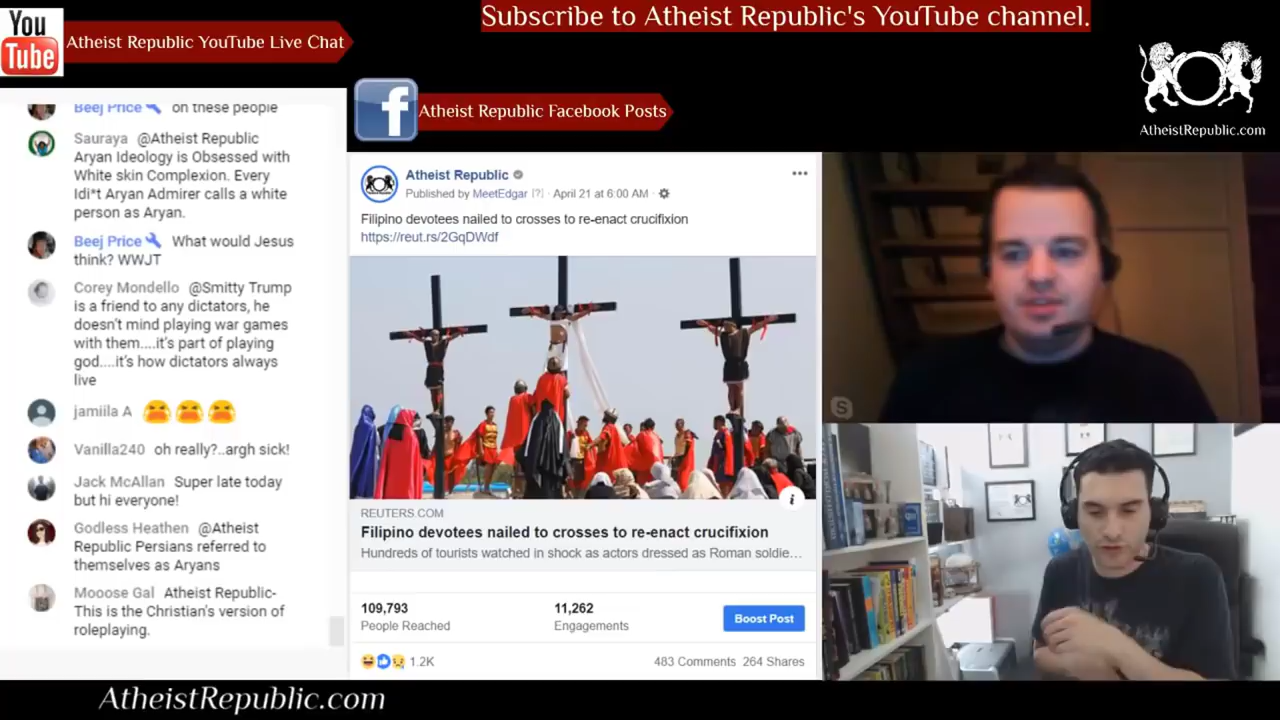 Subscribe to Atheist Republic's YouTube channel.
You
Tube
Atheist Republic YouTube Live Chat
AtheistRepublic.com
f
Atheist Republic Facebook Posts
Beej Price on these people
Sauraya @Atheist Republic
Aryan Ideology is Obsessed with
White skin Complexion. Every
Idi*t Aryan Admirer calls a white
person as Aryan.
Beej Price What would Jesus
think? WWJT
Corey Mondello @Smitty Trump
is a friend to any dictators, he
doesn't mind playing war games
with them....it's part of playing
god....it's how dictators always
live
jamiila A
Vanilla240 oh really?..argh sick!
Jack McAllan Super late today
but hi everyone!
Godless Heathen @Atheist
Republic Persians referred to
themselves as Aryans
Mooose Gal Atheist Republic-
This is the Christian's version of
roleplaying.
Atheist Republic
Published by MeetEdgar [?] · April 21 at 6:00 AM ·
Filipino devotees nailed to crosses to re-enact crucifixion
https://reut.rs/2GqDWdf
i
REUTERS.COM
Filipino devotees nailed to crosses to re-enact crucifixion
Hundreds of tourists watched in shock as actors dressed as Roman soldie...
109,793
People Reached
11,262
Engagements
Boost Post
1.2K
483 Comments 264 Shares
AtheistRepublic.com